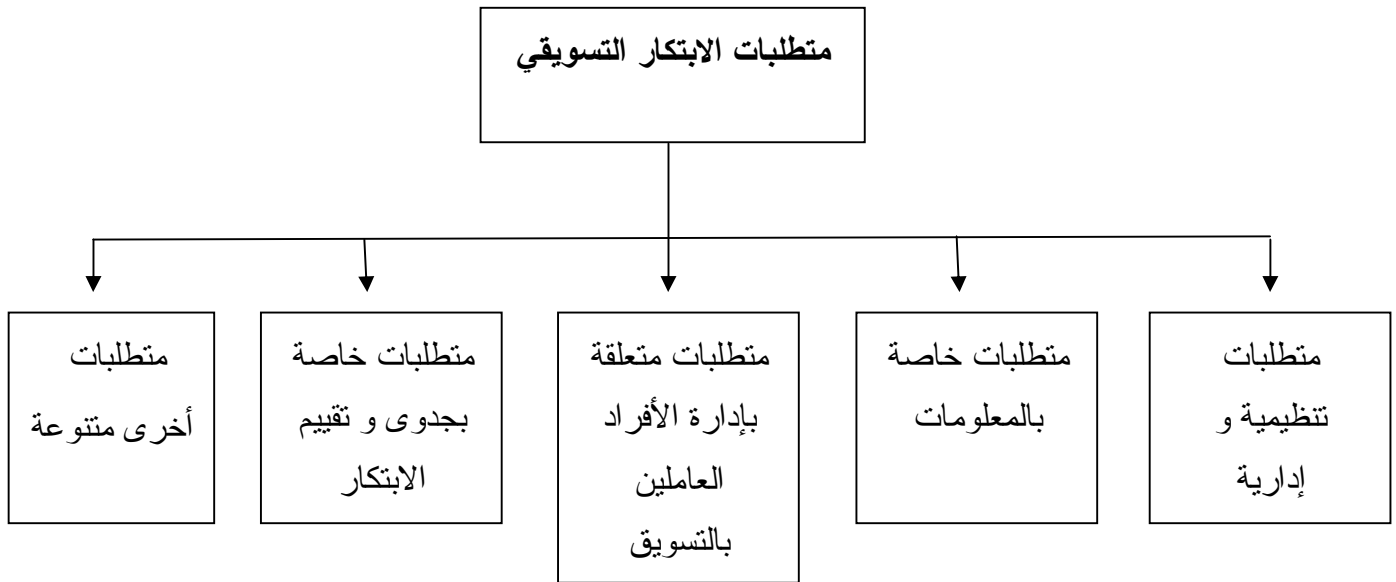 متطلبات الابتكار التسويقي
متطلبات
تنظيمية و
إدارية
متطلبات خاصة
بالمعلومات
متطلبات متعلقة
بإدارة الأفراد
العاملين
بالتسويق
متطلبات خاصة
بجدوى و تقييم
الابتكار
متطلبات
أخرى متنوعة